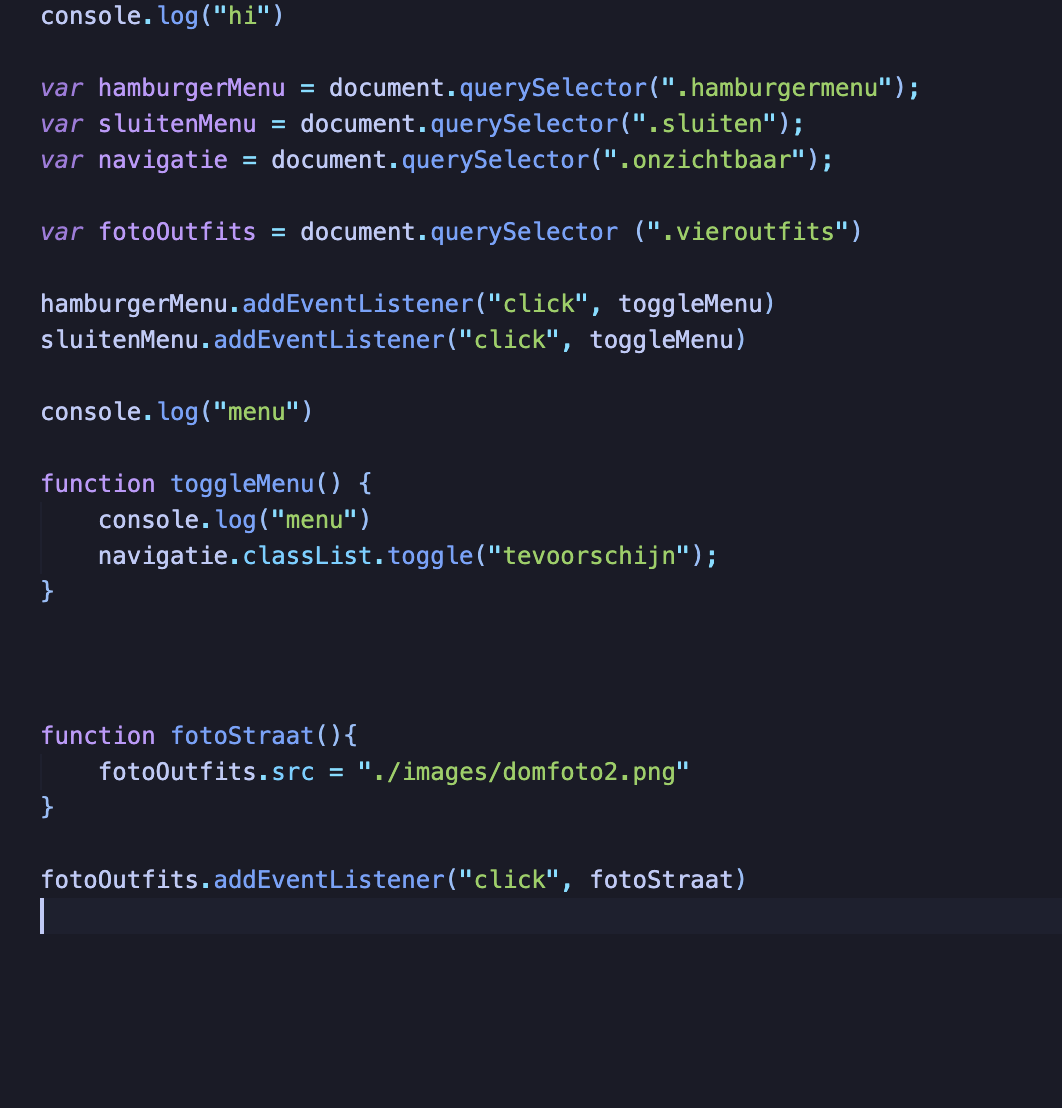 console.log("hi")
var hamburgerMenu = document.querySelector(".hamburgermenu");
var sluitenMenu = document.querySelector(".sluiten");
var navigatie = document.querySelector(".onzichtbaar");
var fotoOutfits = document.querySelector (".vieroutfits")
hamburgerMenu.addEventListener("click", toggleMenu)
sluitenMenu.addEventListener("click", toggleMenu)
console.log("menu")
function toggleMenu() {
    console.log("menu")
    navigatie.classList.toggle("tevoorschijn");
}
function fotoStraat(){
    fotoOutfits.src = "./images/domfoto2.png"
}
fotoOutfits.addEventListener("click", fotoStraat)